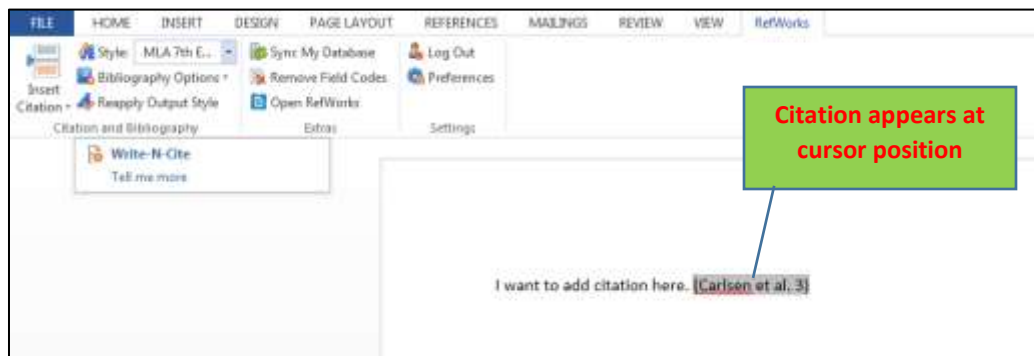 FILE HOME INSERT DESIGN PAGE LAYOUT REFERENCES MAILINGS REVIEW VIEW RefWorks
Style: MLA 7th E... Sync My Database Log Out
Bibliography Options Remove Field Codes Preferences
Insert
Citation Reapply Output Style Open RefWorks
Citation and Bibliography Extras Settings
Write-N-Cite
Tell me more
Citation appears at
cursor position
I want to add citation here. (Carlsen et al. 3)